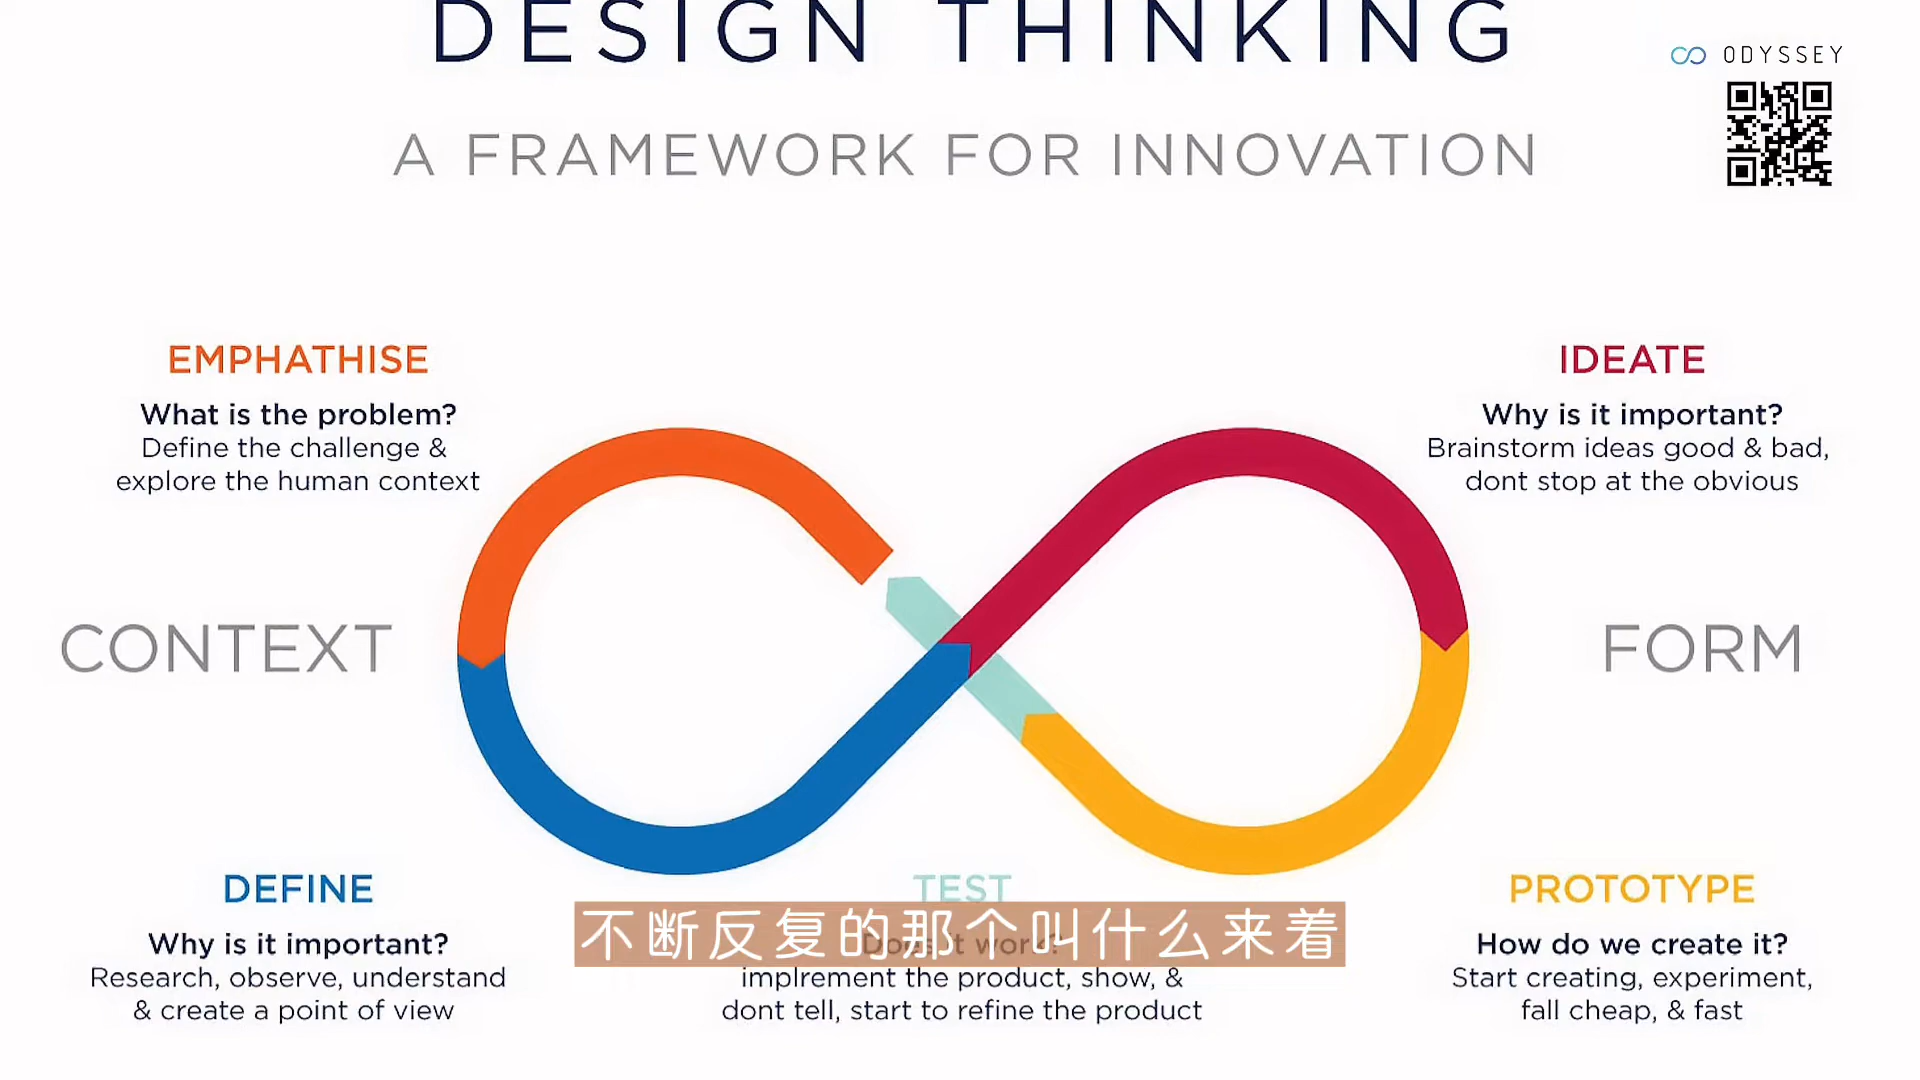 DESIGN THINKING
ODYSSEY
A FRAMEWORK FOR INNOVATION
EMPHATHISE
What is the problem?
Define the challenge &
explore the human context
IDEATE
Why is it important?
Brainstorm ideas good & bad,
dont stop at the obvious
CONTEXT
FORM
DEFINE
Why is it important?
Research, observe, understand
& create a point of view
TEST
不断反复的那个叫什么来着
Does it work?
implrement the product, show, &
dont tell, start to refine the product
PROTOTYPE
How do we create it?
Start creating, experiment,
fall cheap, & fast